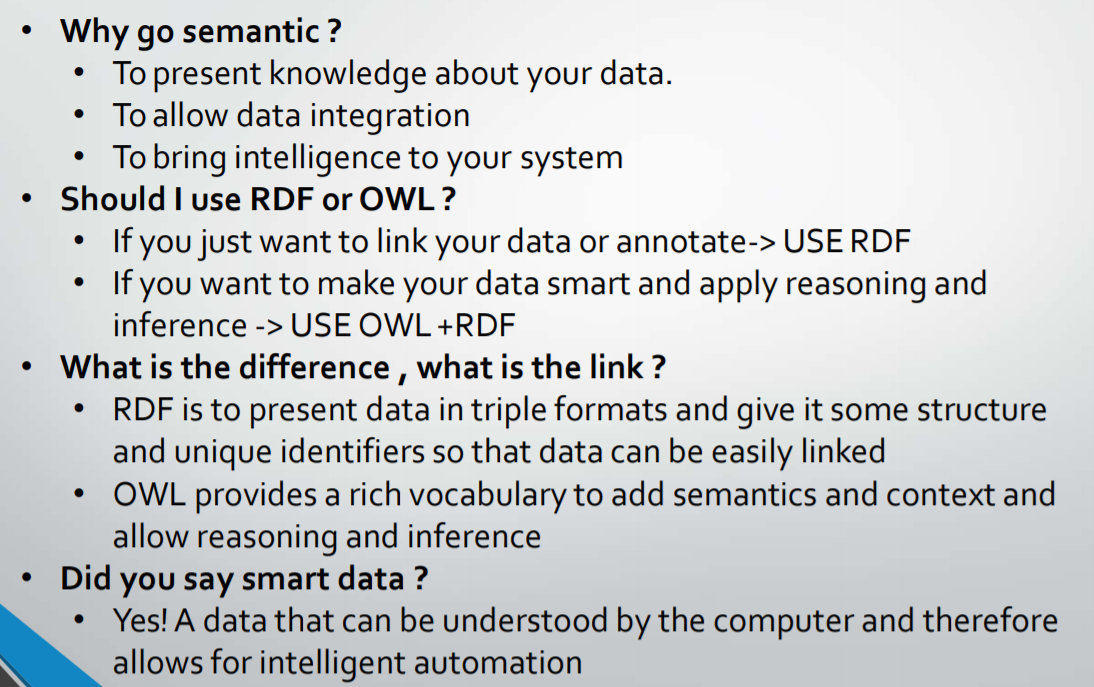 • Why go semantic ?
• To present knowledge about your data.
• To allow data integration
• To bring intelligence to your system
• Should I use RDF or OWL ?
• If you just want to link your data or annotate-> USE RDF
• If you want to make your data smart and apply reasoning and
inference -> USE OWL +RDF
• What is the difference , what is the link ?
• RDF is to present data in triple formats and give it some structure
and unique identifiers so that data can be easily linked
• OWL provides a rich vocabulary to add semantics and context and
allow reasoning and inference
• Did you say smart data ?
• Yes! A data that can be understood by the computer and therefore
allows for intelligent automation